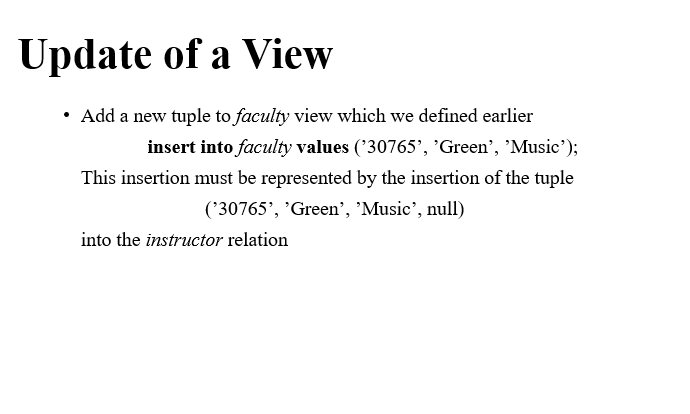 Update of a View
• Add a new tuple to faculty view which we defined earlier
insert into faculty values (’30765’, ’Green’, ’Music’);
This insertion must be represented by the insertion of the tuple
(’30765’, ’Green’, ’Music’, null)
into the instructor relation